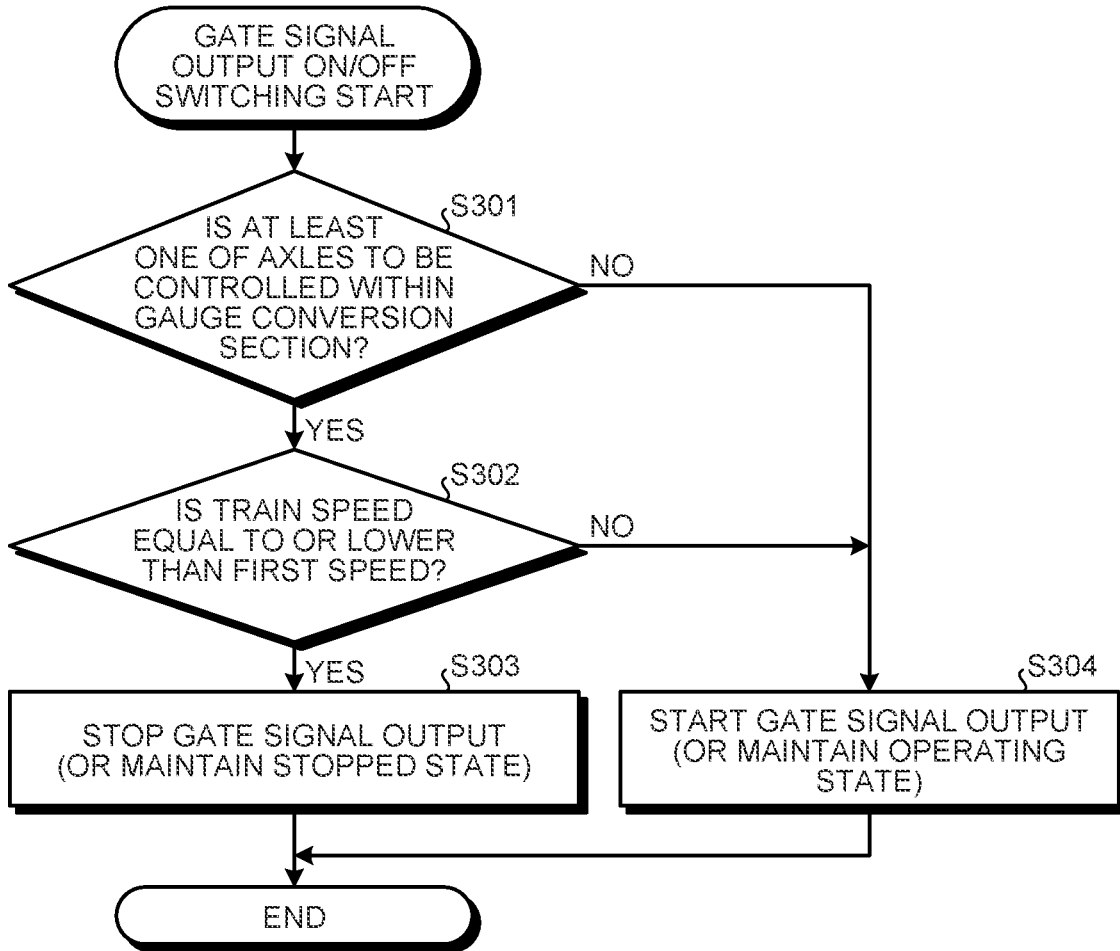 GATE SIGNAL
OUTPUT ON/OFF
SWITCHING START
S301
IS AT LEAST
ONE OF AXLES TO BE
CONTROLLED WITHIN
GAUGE CONVERSION
SECTION?
NO
YES
S302
IS TRAIN SPEED
EQUAL TO OR LOWER
THAN FIRST SPEED?
NO
YES
S303
STOP GATE SIGNAL OUTPUT
(OR MAINTAIN STOPPED STATE)
S304
START GATE SIGNAL OUTPUT
(OR MAINTAIN OPERATING
STATE)
END